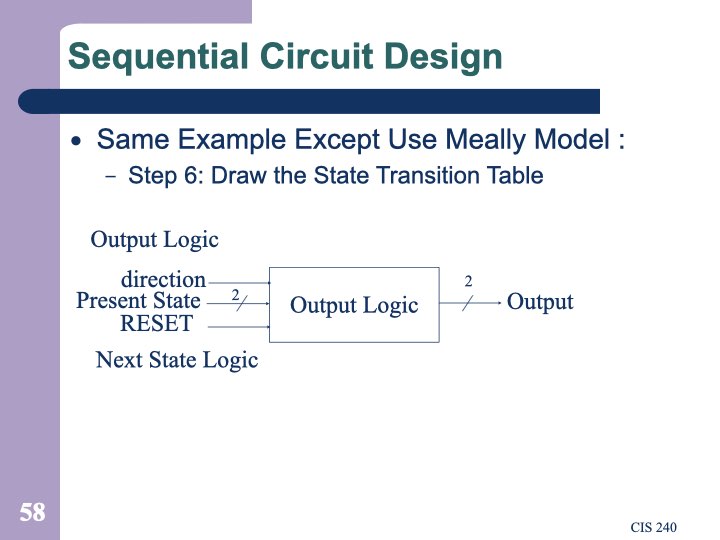 Sequential Circuit Design
• Same Example Except Use Meally Model :
– Step 6: Draw the State Transition Table
Output Logic
direction
Present State 2
RESET
Output Logic
2
Output
Next State Logic
58
CIS 240